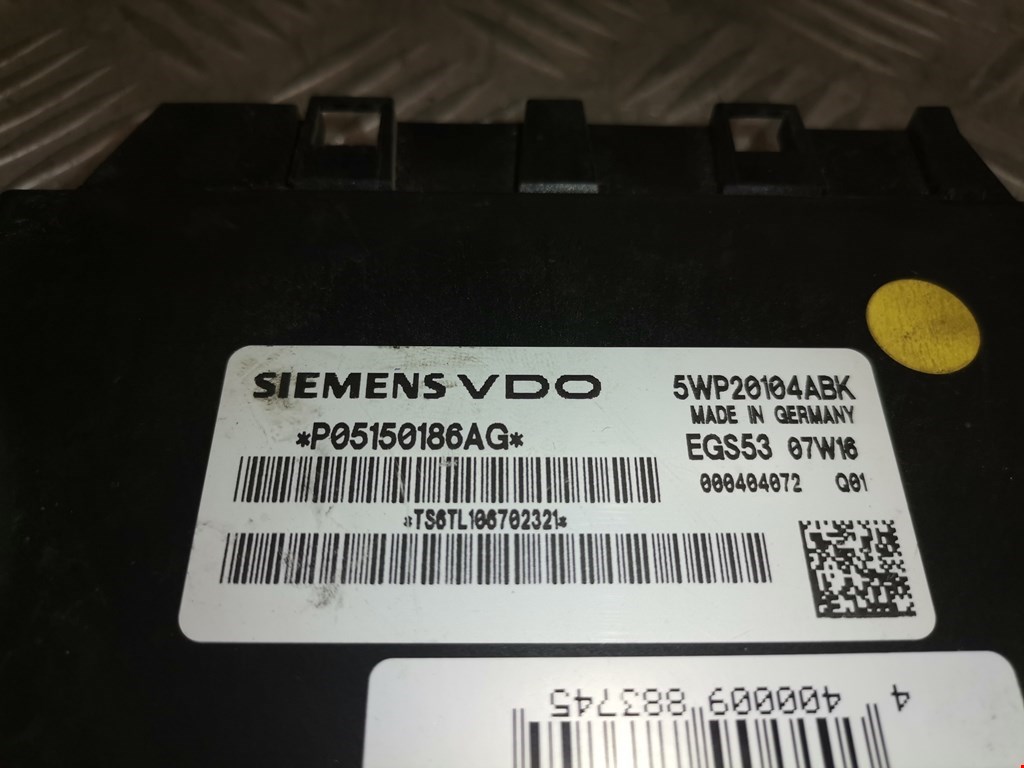 SIEMENS VDO
5WP20104ABK
MADE IN GERMANY
*P05150186AG*
EGS53 07W16
000404072 Q01
*TS6TL106702321*
4 400009 883745